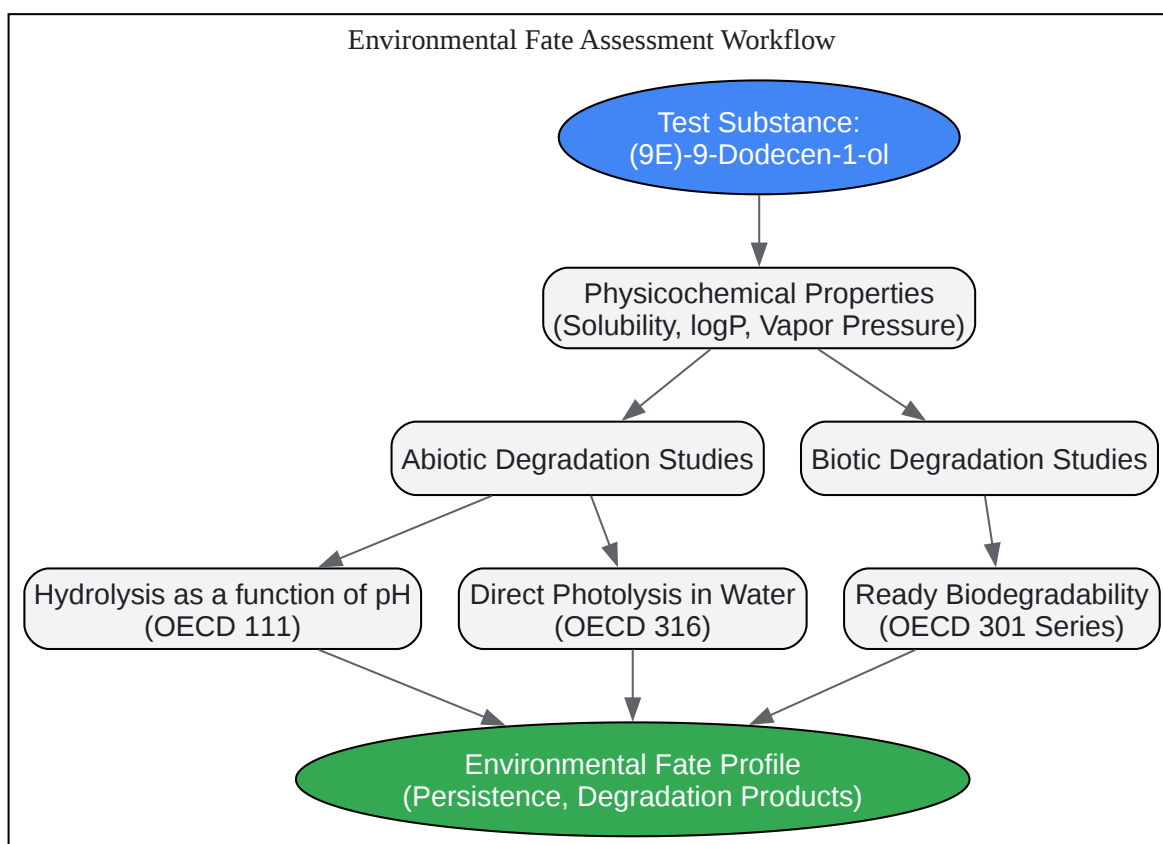 Environmental Fate Assessment Workflow
Test Substance:
(9E)-9-Dodecen-1-ol
Physicochemical Properties
(Solubility, logP, Vapor Pressure)
Abiotic Degradation Studies
Biotic Degradation Studies
Hydrolysis as a function of pH
(OECD 111)
Direct Photolysis in Water
(OECD 316)
Ready Biodegradability
(OECD 301 Series)
Environmental Fate Profile
(Persistence, Degradation Products)